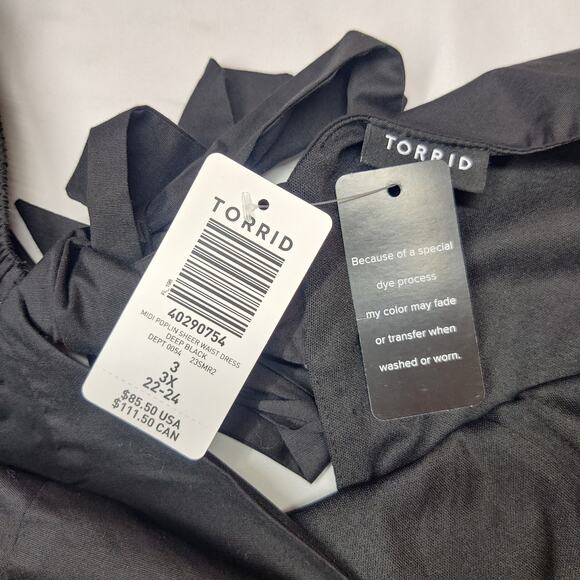 TORRID
40290754
MIDI POPLIN SHEER WAIST DRESS
DEEP BLACK
DEPT 0054 23SMR2
3
3X
22-24
$85.50 USA
$111.50 CAN
TORRID
Because of a special
dye process
my color may fade
or transfer when
washed or worn.